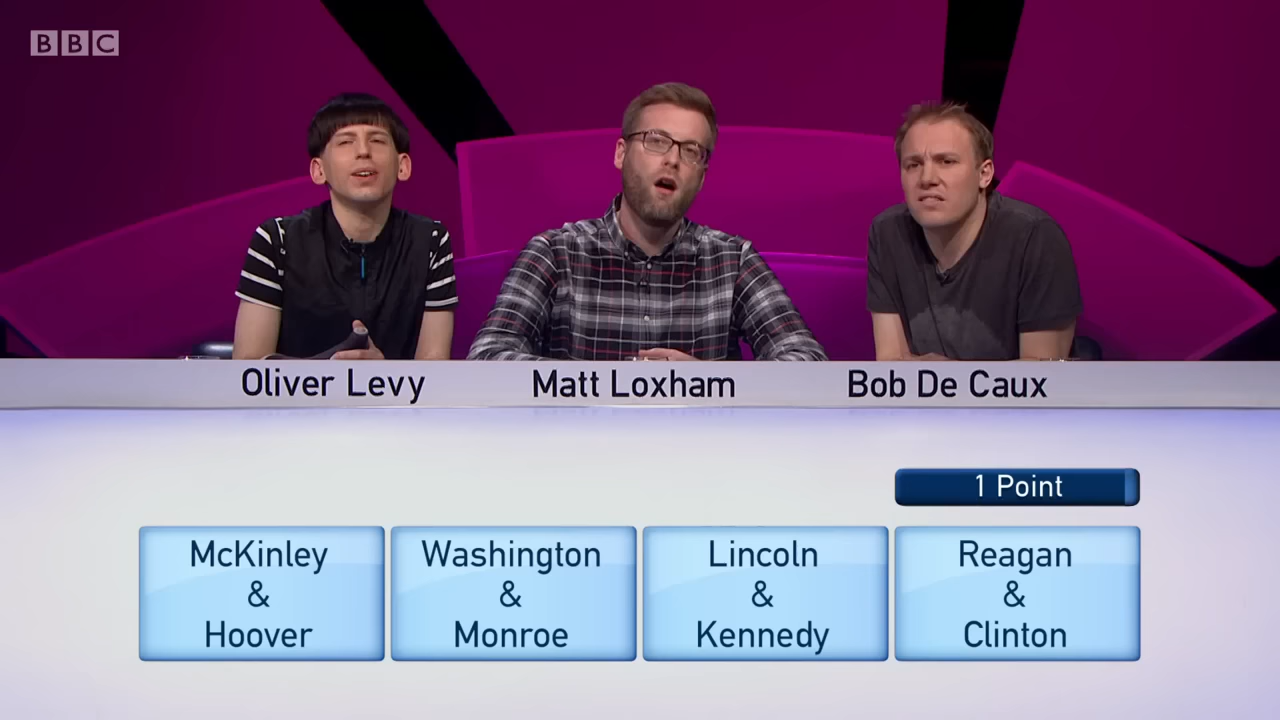 BBC
Oliver Levy
Matt Loxham
Bob De Caux
1 Point
McKinley
&
Hoover
Washington
&
Monroe
Lincoln
&
Kennedy
Reagan
&
Clinton